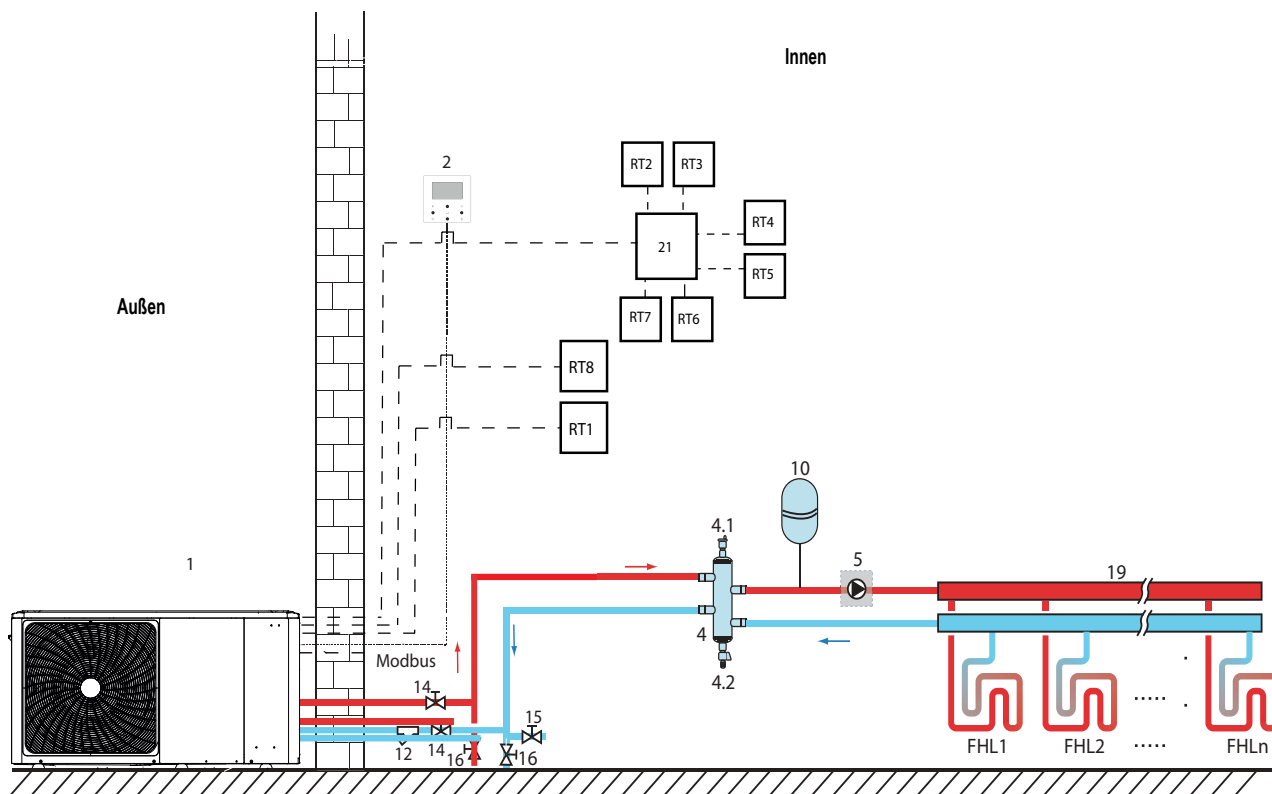 Innen
2
RT2
RT3
RT4
21
RT5
Außen
RT7
RT6
RT8
RT1
10
4.1
5
19
1
4
Modbus
4.2
14
15
12
14
16
16
FHL1
FHL2
.....
FHLn